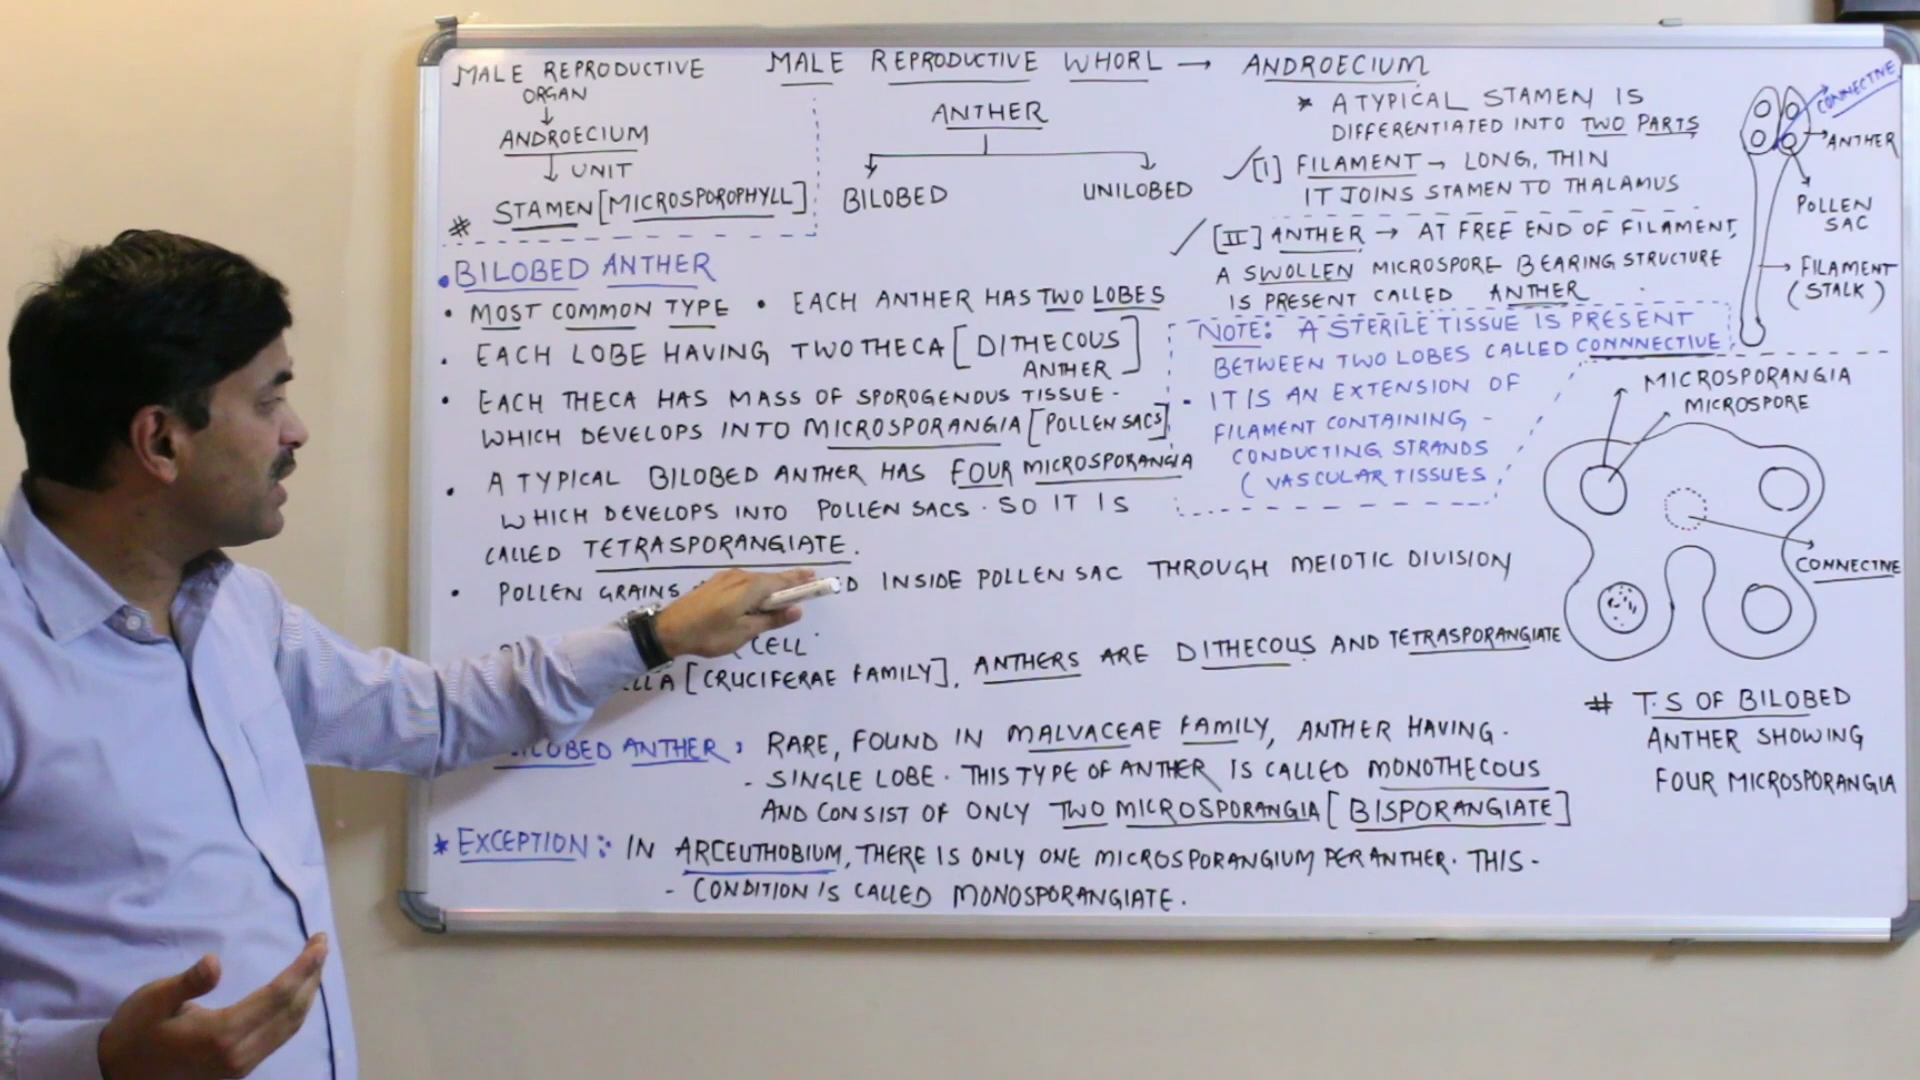 MALE REPRODUCTIVE
ORGAN
ANDROECIUM
UNIT
# STAMEN [MICROSPOROPHYLL]
MALE REPRODUCTIVE WHORL → ANDROECIUM
ANTHER
BILOBED
UNILOBED
* A TYPICAL STAMEN IS
DIFFERENTIATED INTO TWO PARTS
[I] FILAMENT → LONG, THIN
IT JOINS STAMEN TO THALAMUS
[II] ANTHER → AT FREE END OF FILAMENT,
A SWOLLEN MICROSPORE BEARING STRUCTURE
IS PRESENT CALLED ANTHER
CONNECTIVE
ANTHER
POLLEN
SAC
FILAMENT
(STALK)
• BILOBED ANTHER
• MOST COMMON TYPE • EACH ANTHER HAS TWO LOBES
• EACH LOBE HAVING TWO THECA [DITHECOUS
ANTHER]
• EACH THECA HAS MASS OF SPOROGENOUS TISSUE -
WHICH DEVELOPS INTO MICROSPORANGIA [POLLEN SACS]
• A TYPICAL BILOBED ANTHER HAS FOUR MICROSPORANGIA
WHICH DEVELOPS INTO POLLEN SACS. SO IT IS
CALLED TETRASPORANGIATE.
• POLLEN GRAINS INSIDE POLLEN SAC THROUGH MEIOTIC DIVISION
CELL
[CRUCIFERAE FAMILY], ANTHERS ARE DITHECOUS AND TETRASPORANGIATE
NOTE: A STERILE TISSUE IS PRESENT
BETWEEN TWO LOBES CALLED CONNNECTIVE
• IT IS AN EXTENSION OF
FILAMENT CONTAINING -
CONDUCTING STRANDS
( VASCULAR TISSUES
MICROSPORANGIA
MICROSPORE
CONNECTIVE
# T.S OF BILOBED
ANTHER SHOWING
FOUR MICROSPORANGIA
ANTHER : RARE, FOUND IN MALVACEAE FAMILY, ANTHER HAVING -
- SINGLE LOBE. THIS TYPE OF ANTHER IS CALLED MONOTHECOUS
AND CONSIST OF ONLY TWO MICROSPORANGIA [BISPORANGIATE]
* EXCEPTION: IN ARCEUTHOBIUM, THERE IS ONLY ONE MICROSPORANGIUM PER ANTHER. THIS -
- CONDITION IS CALLED MONOSPORANGIATE.